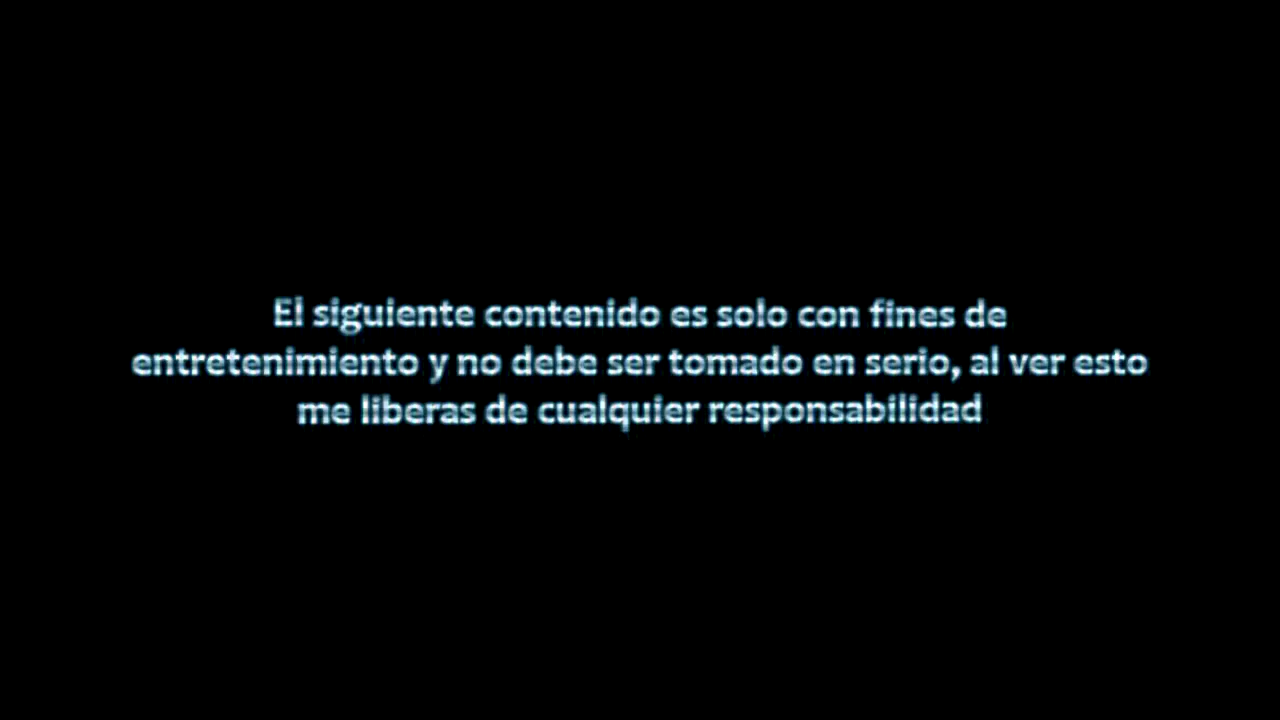 El siguiente contenido es solo con fines de
entretenimiento y no debe ser tomado en serio, al ver esto
me liberas de cualquier responsabilidad